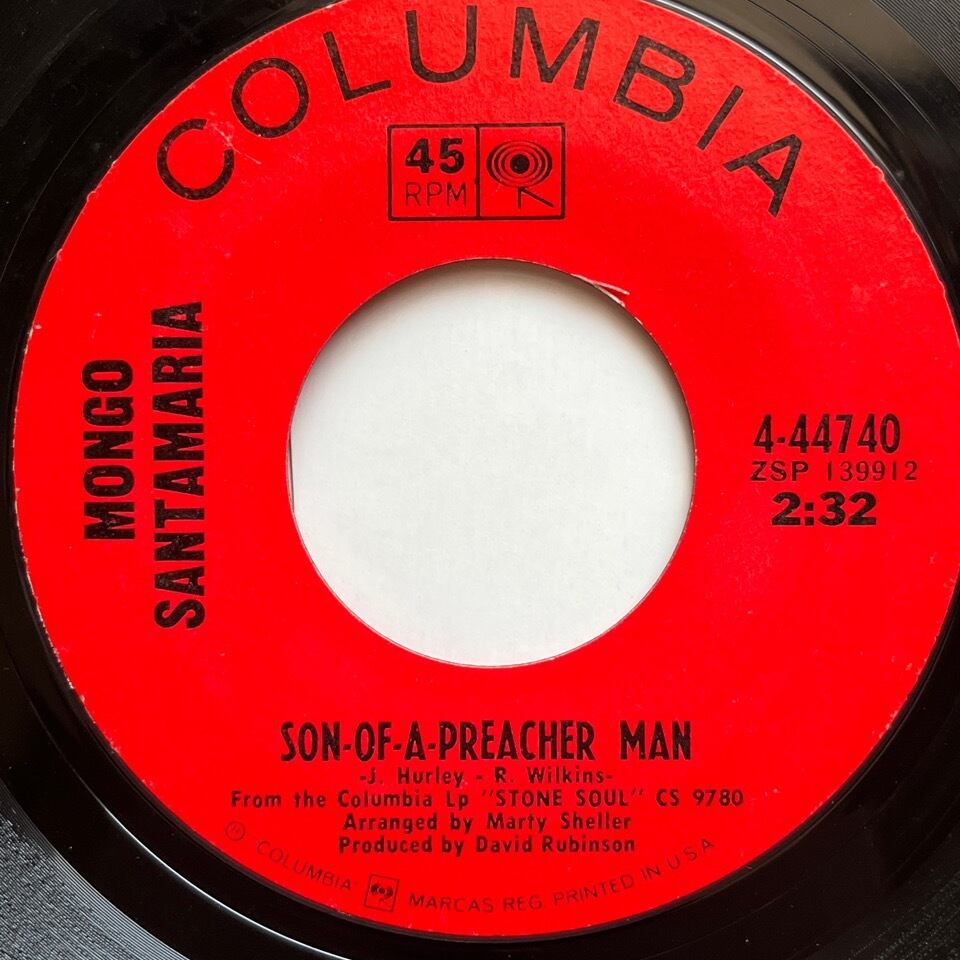 COLUMBIA
45
RPM
MONGO
SANTAMARIA
4-44740
ZSP 139912
2:32
SON-OF-A-PREACHER MAN
-J. Hurley - R. Wilkins-
From the Columbia Lp "STONE SOUL" CS 9780
Arranged by Marty Sheller
Produced by David Rubinson
COLUMBIA MARCAS REG. PRINTED IN U S A